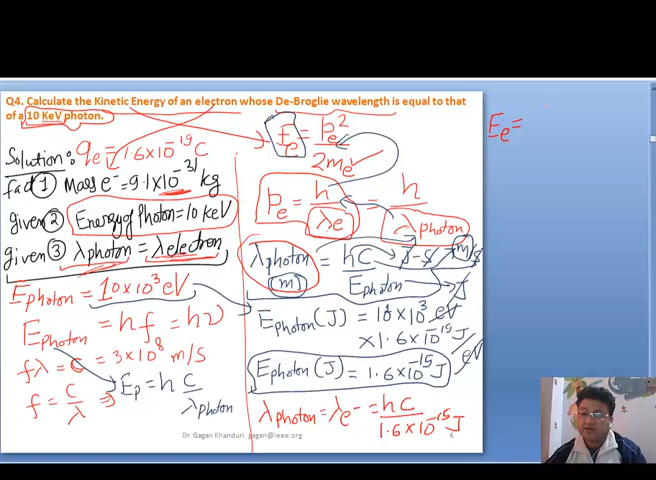 Q4. Calculate the Kinetic Energy of an electron whose De-Broglie wavelength is equal to that
of a 10 KeV photon.
Solution:
qe = 1.6×10⁻¹⁹ C
fact ① Mass e⁻ = 9.1×10⁻³¹ kg
given ② Energy of Photon = 10 keV
given ③ λphoton = λelectron
Ephoton = 10×10³ eV
Ephoton = hf = hν
fλ = c = 3×10⁸ m/s
f = c/λ ⇒ Ep = h c/λphoton
Ee = pe²/2me
pe = h/λe = h/λphoton
λphoton (m) = hc/Ephoton → J-s m/s / J
Ephoton (J) = 10×10³ eV
×1.6×10⁻¹⁹ J/eV
Ephoton (J) = 1.6×10⁻¹⁵ J
λphoton = λe⁻ = hc/1.6×10⁻¹⁵ J
Ee =
Dr. Gagan Khanduri, gagan@ieee.org
6